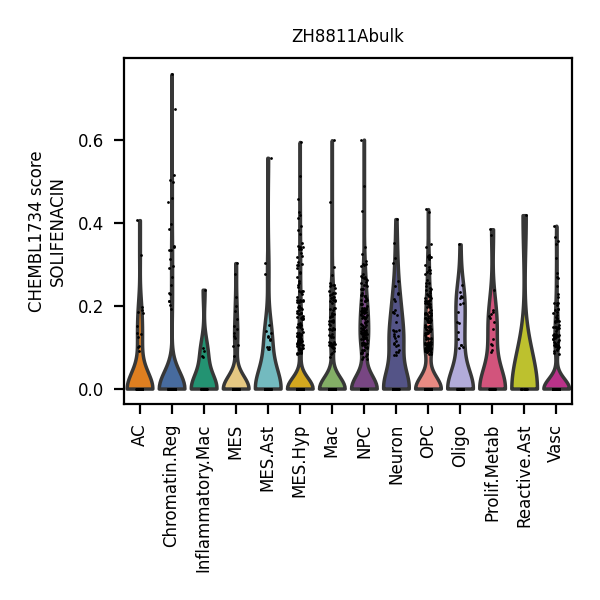 ZH8811Abulk
CHEMBL1734 score
SOLIFENACIN
0.6
0.4
0.2
0.0
AC
Chromatin.Reg
Inflammatory.Mac
MES
MES.Ast
MES.Hyp
Mac
NPC
Neuron
OPC
Oligo
Prolif.Metab
Reactive.Ast
Vasc